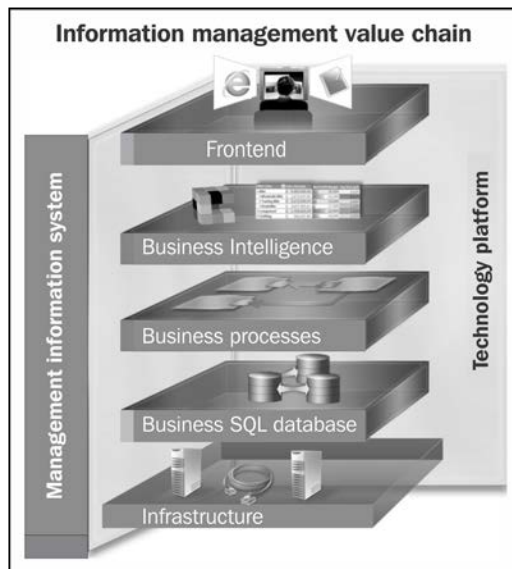 Information management value chain
Management information system
Frontend
Business Intelligence
Business processes
Business SQL database
Infrastructure
Technology platform